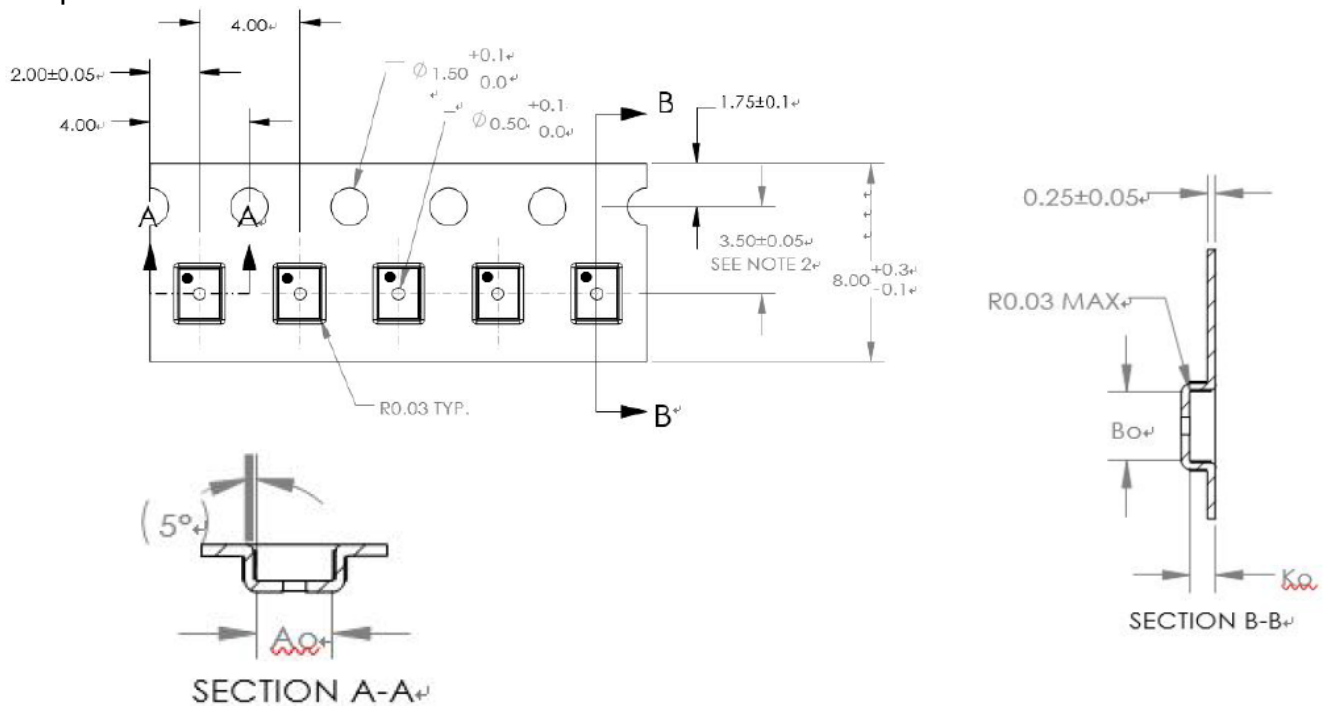 4.00
2.00±0.05
4.00
Ø1.50 +0.1 0.0
Ø0.50 +0.1 0.0
B
1.75±0.1
A A
3.50±0.05
SEE NOTE 2
8.00 +0.3 -0.1
R0.03 TYP.
B
0.25±0.05
R0.03 MAX
Bo
Ko
SECTION B-B
(5°)
Ao
SECTION A-A